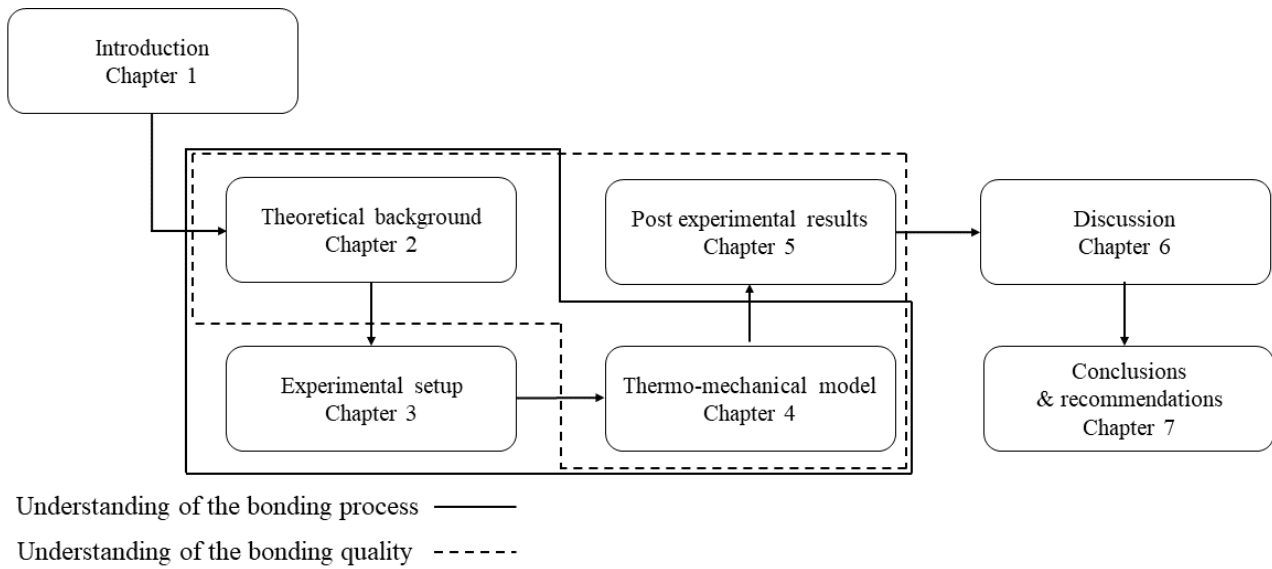 Introduction
Chapter 1
Theoretical background
Chapter 2
Post experimental results
Chapter 5
Discussion
Chapter 6
Experimental setup
Chapter 3
Thermo-mechanical model
Chapter 4
Conclusions
& recommendations
Chapter 7
Understanding of the bonding process
Understanding of the bonding quality